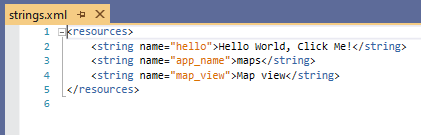 strings.xml
1 <resources>
2 <string name="hello">Hello World, Click Me!</string>
3 <string name="app_name">maps</string>
4 <string name="map_view">Map view</string>
5 </resources>
6